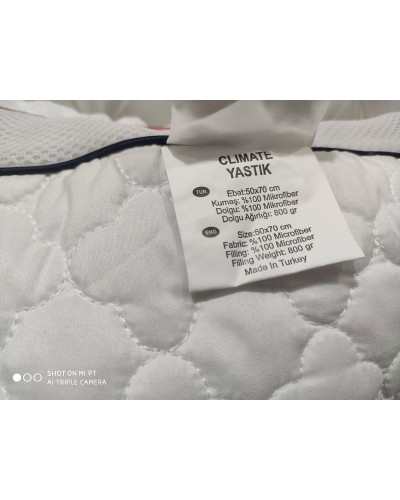 CLIMATE
YASTIK
TUR
Ebat:50x70 cm
Kumaş: %100 Mikrofiber
Dolgu: %100 Mikrofiber
Dolgu Ağırlığı: 800 gr
ENG
Size:50x70 cm
Fabric: %100 Microfiber
Filling: %100 Microfiber
Filling Weight: 800 gr
Made In Turkey
SHOT ON MI 9T
AI TRIPLE CAMERA